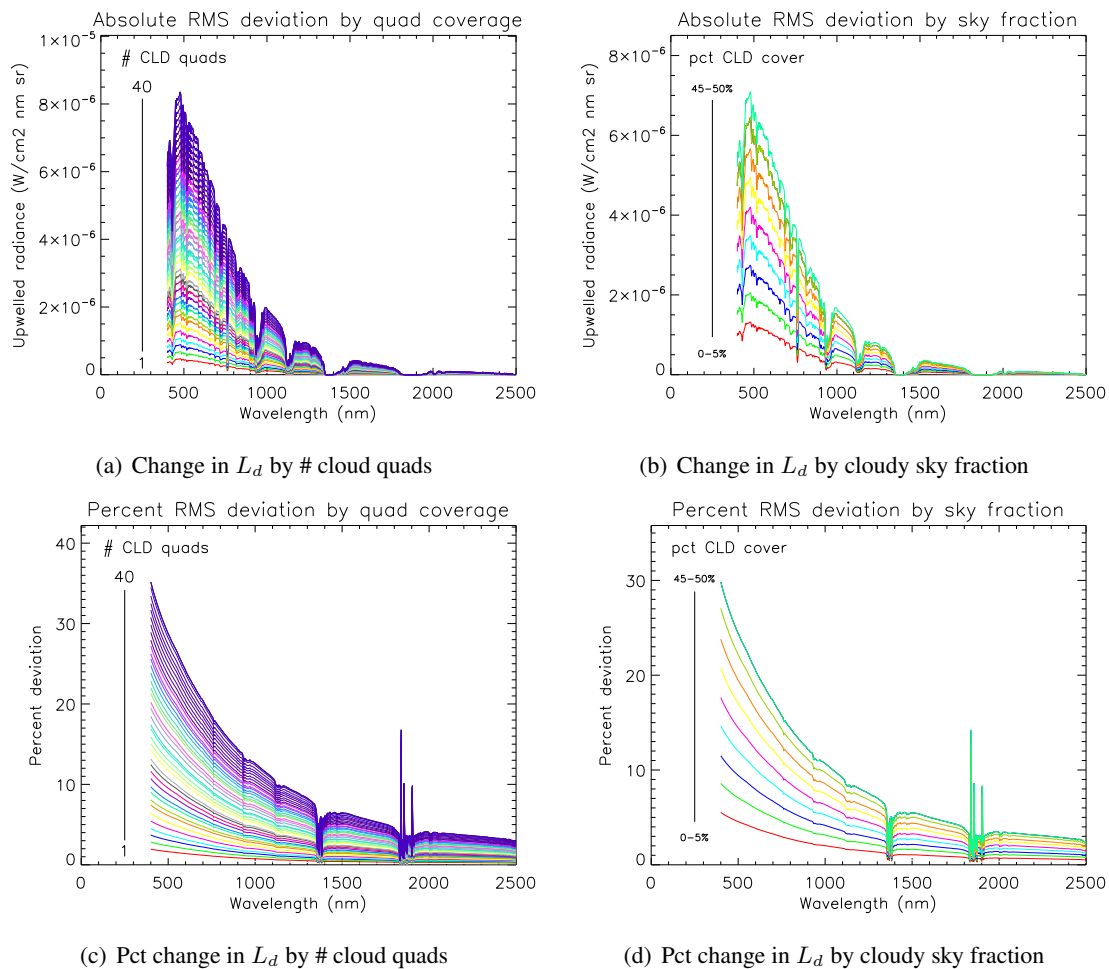 Absolute RMS deviation by quad coverage
Upwelled radiance (W/cm2 nm sr)
1×10⁻⁵
8×10⁻⁶
6×10⁻⁶
4×10⁻⁶
2×10⁻⁶
0
# CLD quads
40
1
0 500 1000 1500 2000 2500
Wavelength (nm)
(a) Change in L_d by # cloud quads
Absolute RMS deviation by sky fraction
Upwelled radiance (W/cm2 nm sr)
8×10⁻⁶
6×10⁻⁶
4×10⁻⁶
2×10⁻⁶
0
pct CLD cover
45−50%
0−5%
0 500 1000 1500 2000 2500
Wavelength (nm)
(b) Change in L_d by cloudy sky fraction
Percent RMS deviation by quad coverage
Percent deviation
40
30
20
10
0
# CLD quads
40
1
0 500 1000 1500 2000 2500
Wavelength (nm)
(c) Pct change in L_d by # cloud quads
Percent RMS deviation by sky fraction
Percent deviation
30
20
10
0
pct CLD cover
45−50%
0−5%
0 500 1000 1500 2000 2500
Wavelength (nm)
(d) Pct change in L_d by cloudy sky fraction